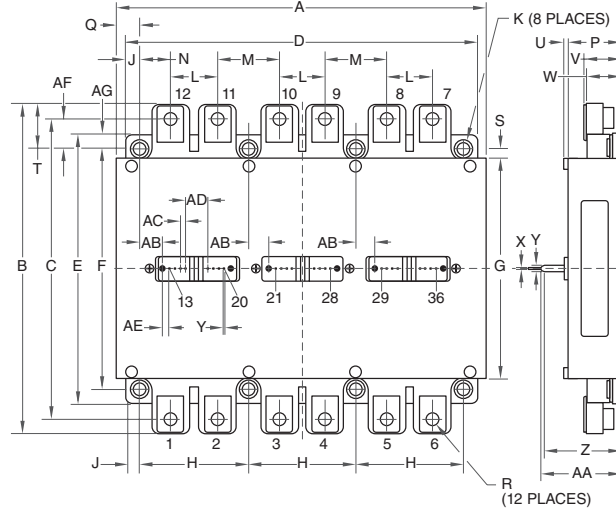 A
Q
D
K (8 PLACES)
U
P
J
N
M
M
V
L
L
L
W
AF
12
11
10
9
8
7
AG
S
T
AD
AC
AB
AB
AB
X
Y
B
C
E
F
G
13
20
21
28
29
36
AE
Y
1
2
3
4
5
6
Z
J
H
H
H
AA
R
(12 PLACES)